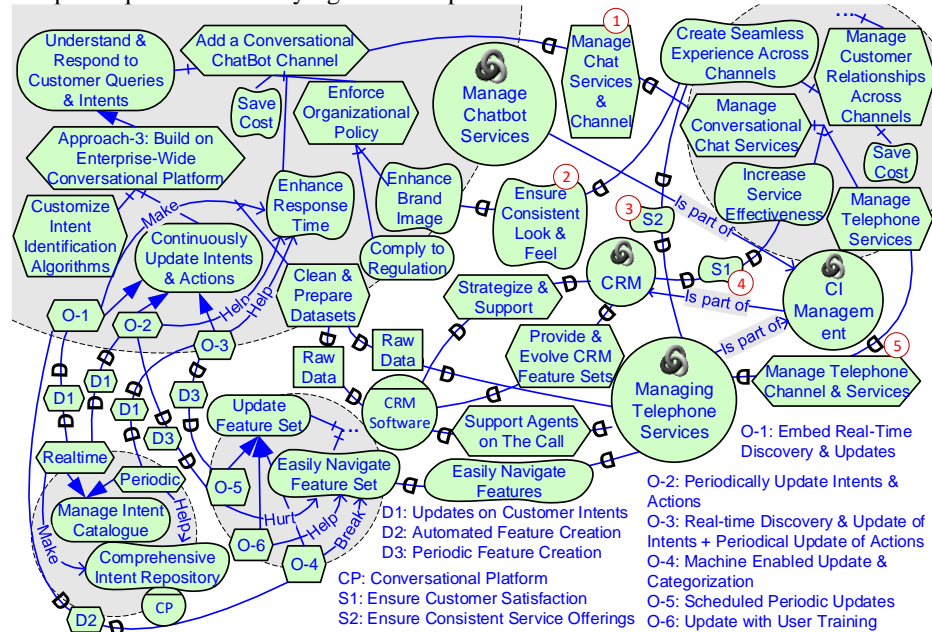 Understand &
Respond to
Customer Queries
& Intents
Add a Conversational
ChatBot Channel
Save
Cost
Enforce
Organizational
Policy
Manage
Chatbot
Services
1
Manage
Chat
Services
&
Channel
Create Seamless
Experience Across
Channels
...
Manage
Customer
Relationships
Across
Channels
Manage
Conversational
Chat Services
Save
Cost
Approach-3: Build on
Enterprise-Wide
Conversational Platform
Customize
Intent
Identification
Algorithms
Make
Continuously
Update Intents
& Actions
Enhance
Response
Time
Enhance
Brand
Image
Comply to
Regulation
2
Ensure
Consistent
Look &
Feel
3
S2
Is part of
Increase
Service
Effectiveness
Manage
Telephone
Services
Clean &
Prepare
Datasets
Strategize &
Support
CRM
S1
4
Is part of
CI
Managem
ent
O-1
O-2
Help
Help
O-3
Raw
Data
Raw
Data
Provide &
Evolve CRM
Feature Sets
Is part of
5
Manage Telephone
Channel & Services
D1
D1
D1
D3
D3
CRM
Software
Managing
Telephone
Services
Update
Feature Set
...
Support Agents
on The Call
Easily Navigate
Feature Set
Easily Navigate
Features
Realtime
Periodic
O-5
Manage Intent
Catalogue
Help
Hurt
Help
Break
O-6
O-4
Make
Comprehensive
Intent Repository
CP
D2
D1: Updates on Customer Intents
D2: Automated Feature Creation
D3: Periodic Feature Creation
CP: Conversational Platform
S1: Ensure Customer Satisfaction
S2: Ensure Consistent Service Offerings
O-1: Embed Real-Time
Discovery & Updates
O-2: Periodically Update Intents &
Actions
O-3: Real-time Discovery & Update of
Intents + Periodical Update of Actions
O-4: Machine Enabled Update &
Categorization
O-5: Scheduled Periodic Updates
O-6: Update with User Training